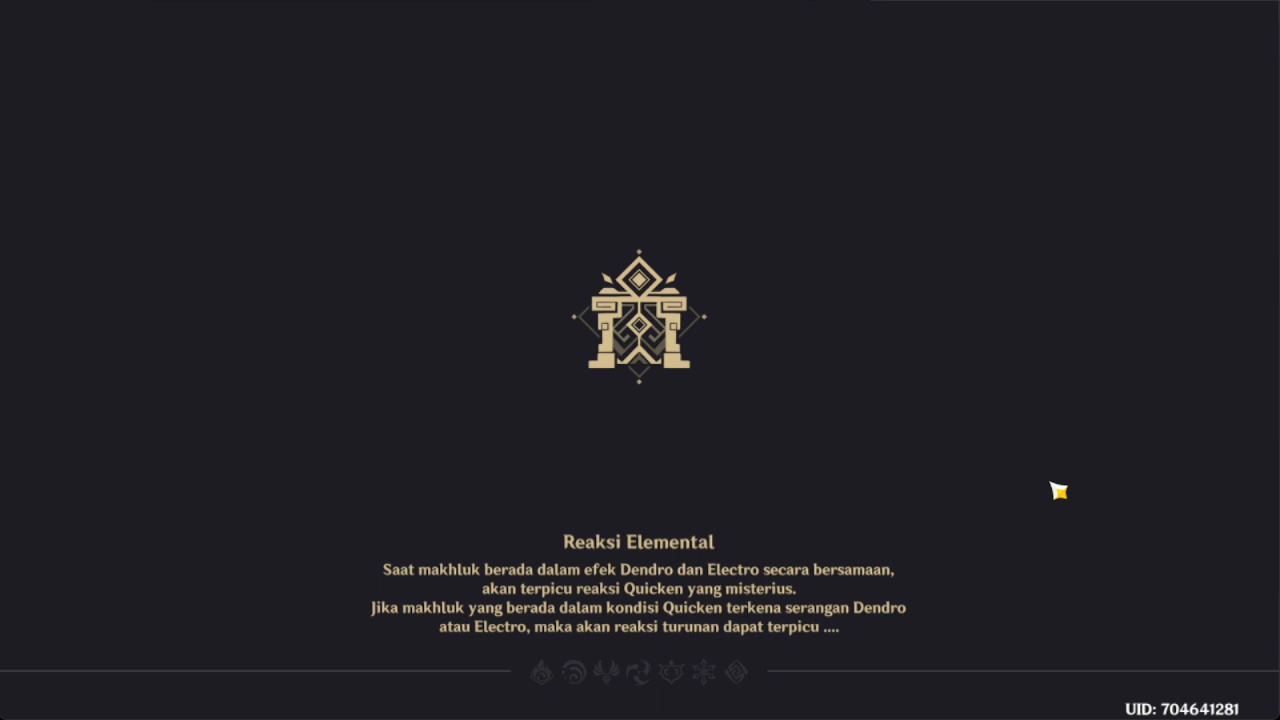 Reaksi Elemental
Saat makhluk berada dalam efek Dendro dan Electro secara bersamaan,
akan terpicu reaksi Quicken yang misterius.
Jika makhluk yang berada dalam kondisi Quicken terkena serangan Dendro
atau Electro, maka akan reaksi turunan dapat terpicu ....
UID: 704641281